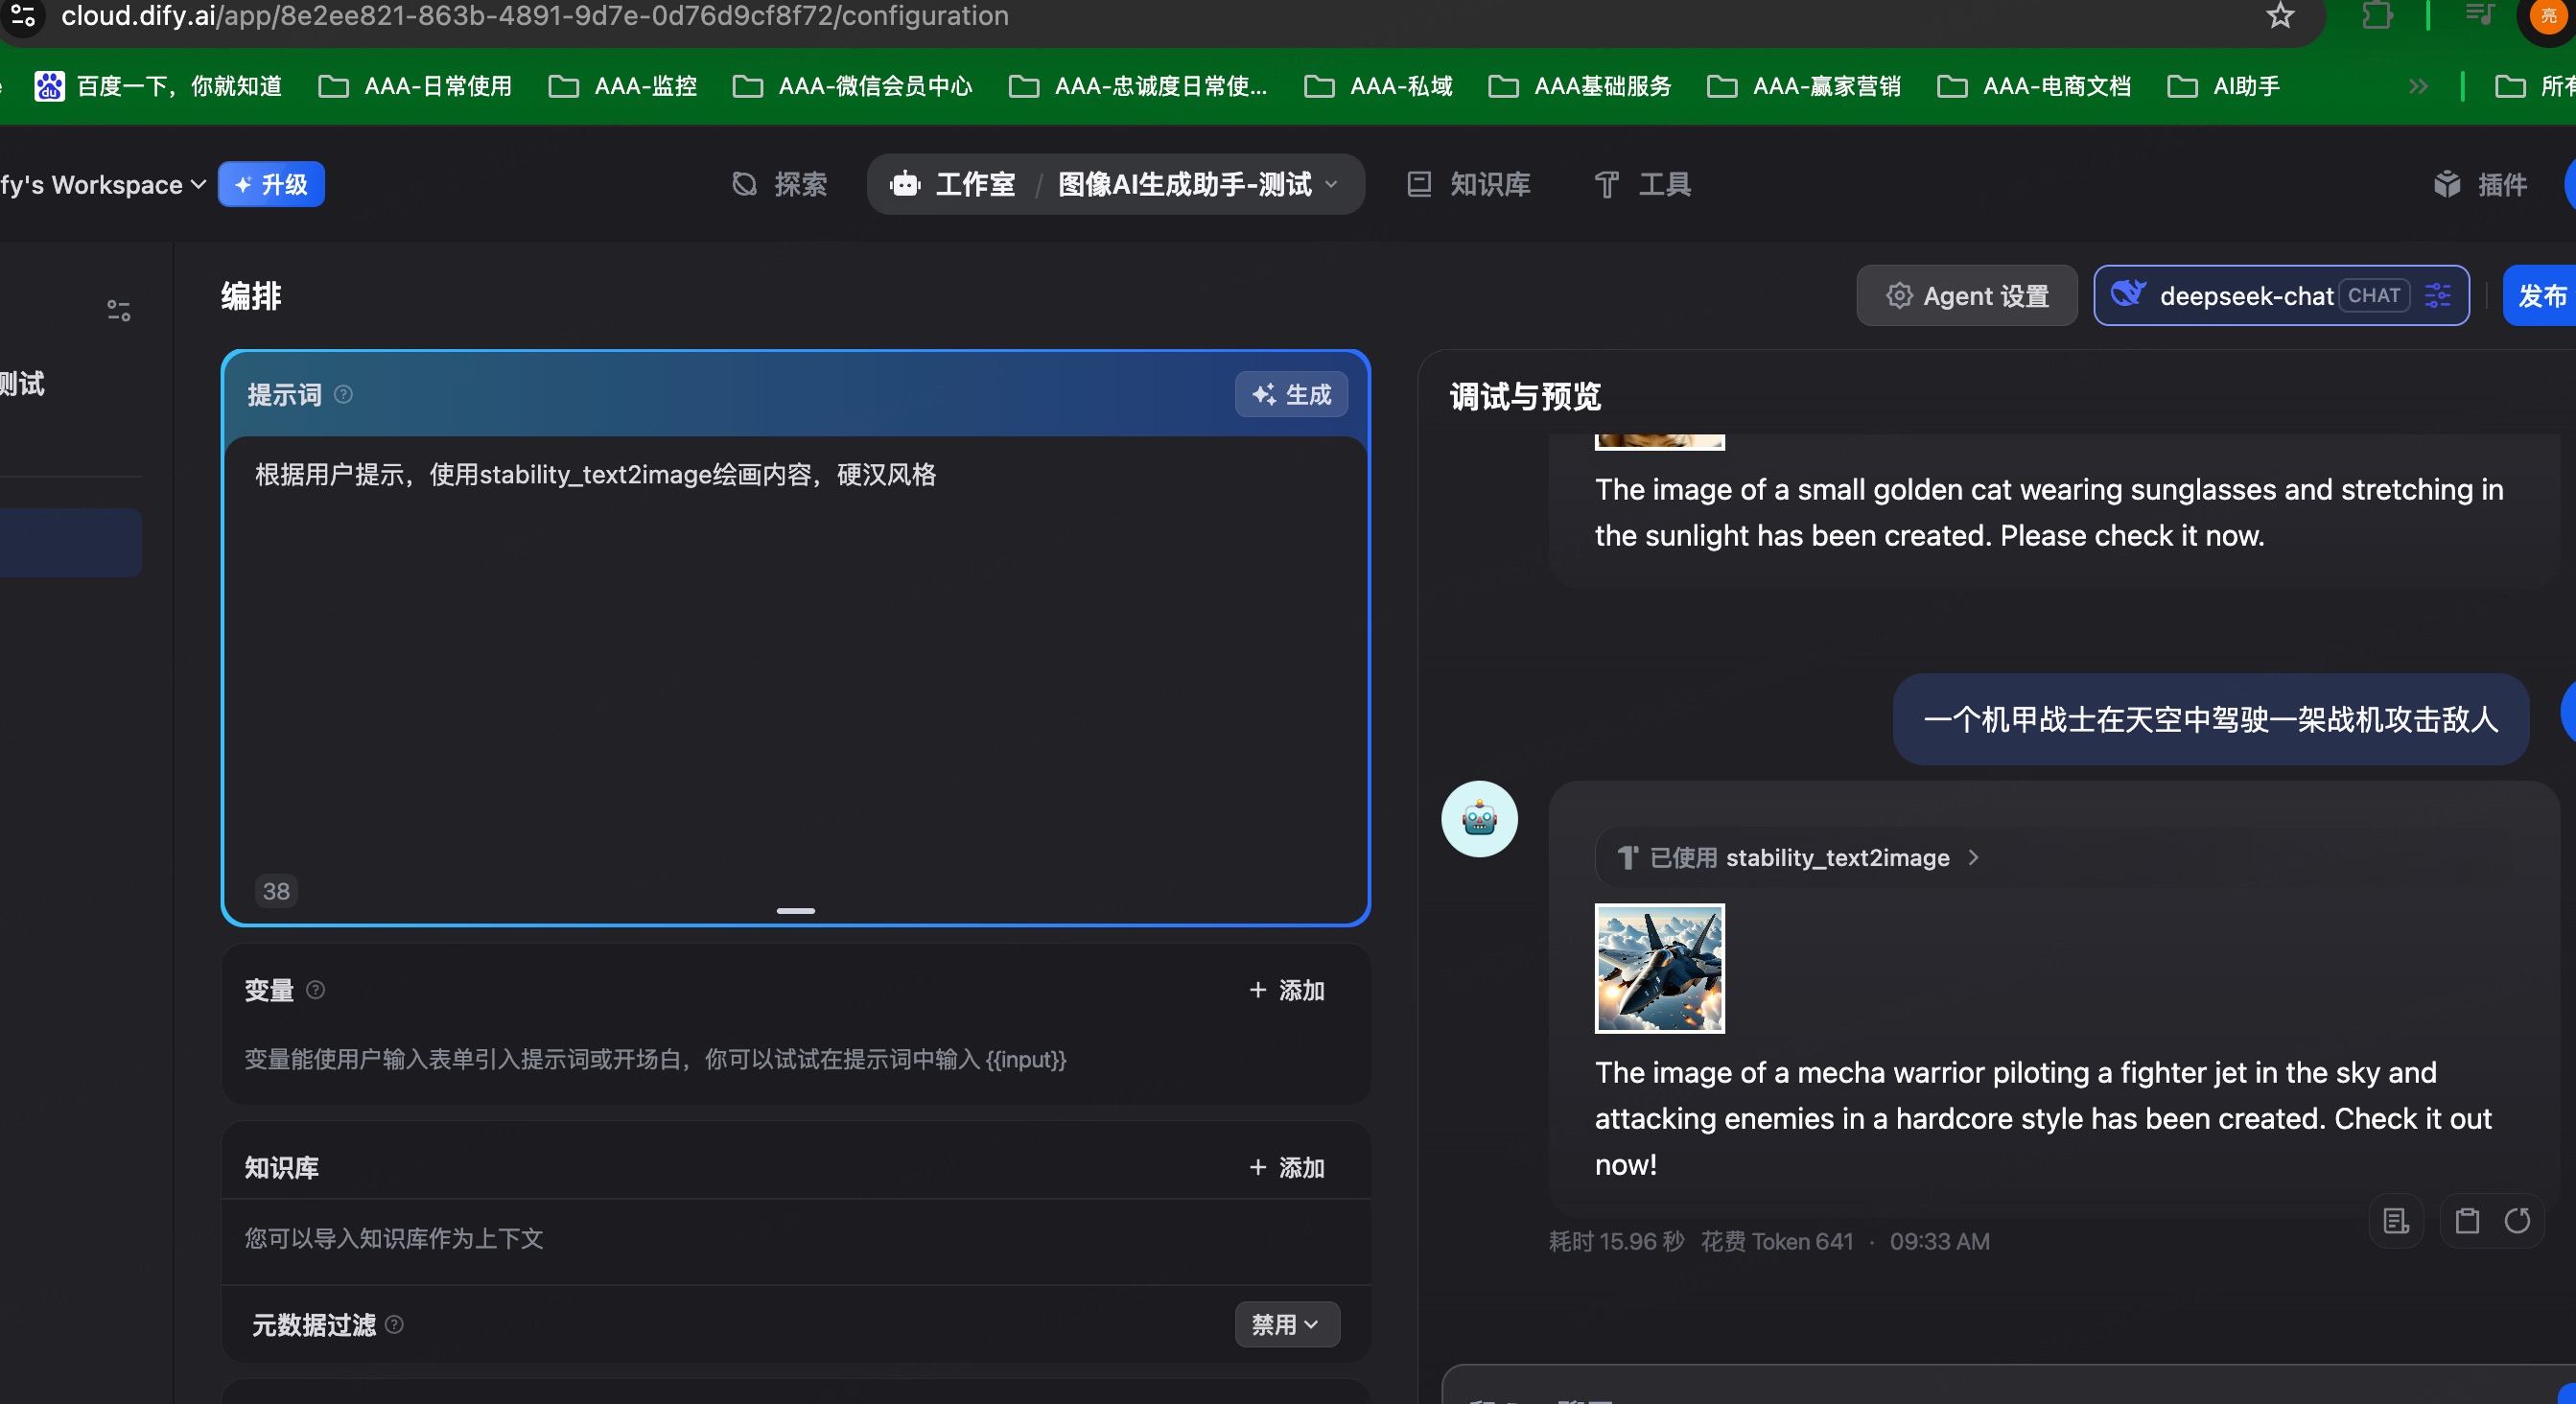 cloud.dify.ai/app/8e2ee821-863b-4891-9d7e-0d76d9cf8f72/configuration
亮
百度一下，你就知道 AAA-日常使用 AAA-监控 AAA-微信会员中心 AAA-忠诚度日常使... AAA-私域 AAA基础服务 AAA-赢家营销 AAA-电商文档 AI助手 » 所有
fy's Workspace 升级 探索 工作室 / 图像AI生成助手-测试 知识库 工具 插件
编排 Agent 设置 deepseek-chat CHAT 发布
测试
提示词 生成
根据用户提示，使用stability_text2image绘画内容，硬汉风格
38
变量 + 添加
变量能使用户输入表单引入提示词或开场白，你可以试试在提示词中输入 {{input}}
知识库 + 添加
您可以导入知识库作为上下文
元数据过滤 禁用
调试与预览
The image of a small golden cat wearing sunglasses and stretching in
the sunlight has been created. Please check it now.
一个机甲战士在天空中驾驶一架战机攻击敌人
已使用 stability_text2image
The image of a mecha warrior piloting a fighter jet in the sky and
attacking enemies in a hardcore style has been created. Check it out
now!
耗时 15.96 秒 花费 Token 641 · 09:33 AM